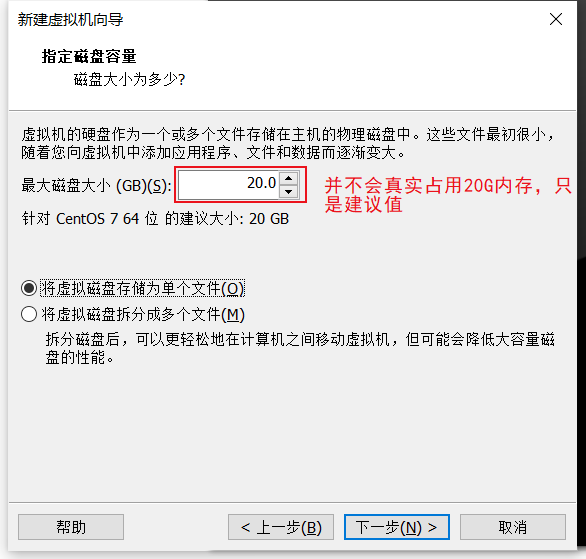 新建虚拟机向导
指定磁盘容量
磁盘大小为多少?
虚拟机的硬盘作为一个或多个文件存储在主机的物理磁盘中。这些文件最初很小，
随着您向虚拟机中添加应用程序、文件和数据而逐渐变大。
最大磁盘大小 (GB)(S): 20.0
并不会真实占用20G内存，只
是建议值
针对 CentOS 7 64 位 的建议大小: 20 GB
将虚拟磁盘存储为单个文件(O)
将虚拟磁盘拆分成多个文件(M)
拆分磁盘后，可以更轻松地在计算机之间移动虚拟机，但可能会降低大容量磁
盘的性能。
帮助 < 上一步(B) 下一步(N) > 取消